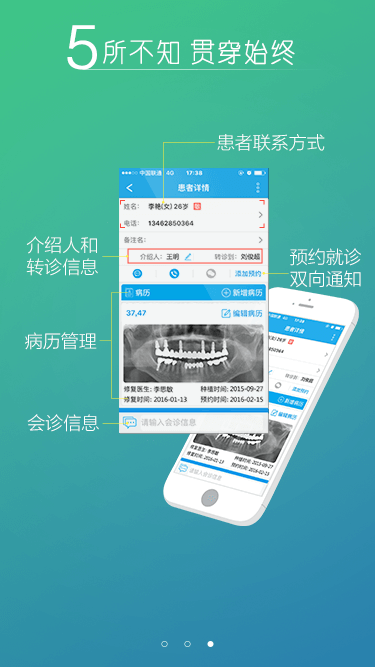 5所不知 贯穿始终
患者联系方式
中国联通 4G 17:38
患者详情
姓名: 李艳(女) 26岁
电话: 13462850364
备注名:
介绍人: 王明 转诊到: 刘俊超
添加预约
病历 新增病历
37,47 编辑病历
修复医生: 李思敏 种植时间: 2015-09-27
修复时间: 2016-01-13 预约时间: 2016-02-15
请输入会诊信息
介绍人和
转诊信息
预约就诊
双向通知
病历管理
会诊信息
17:38
患者详情
50364
转诊到: 刘俊超
添加预约
新增病历
编辑病历
修复医生: 李思敏 种植时间: 2015-09-27
修复时间: 2016-01-13 预约时间: 2016-02-15
请输入会诊信息